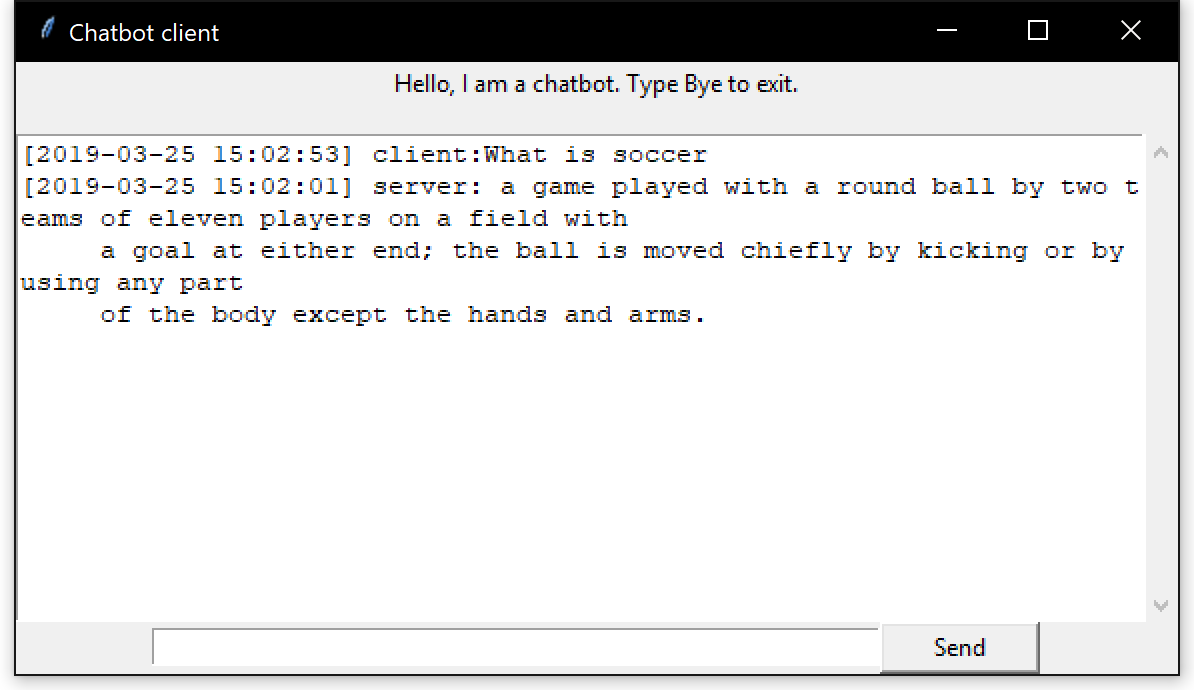 Chatbot client
Hello, I am a chatbot. Type Bye to exit.
[2019-03-25 15:02:53] client:What is soccer
[2019-03-25 15:02:01] server: a game played with a round ball by two t
eams of eleven players on a field with
     a goal at either end; the ball is moved chiefly by kicking or by
using any part
     of the body except the hands and arms.
Send